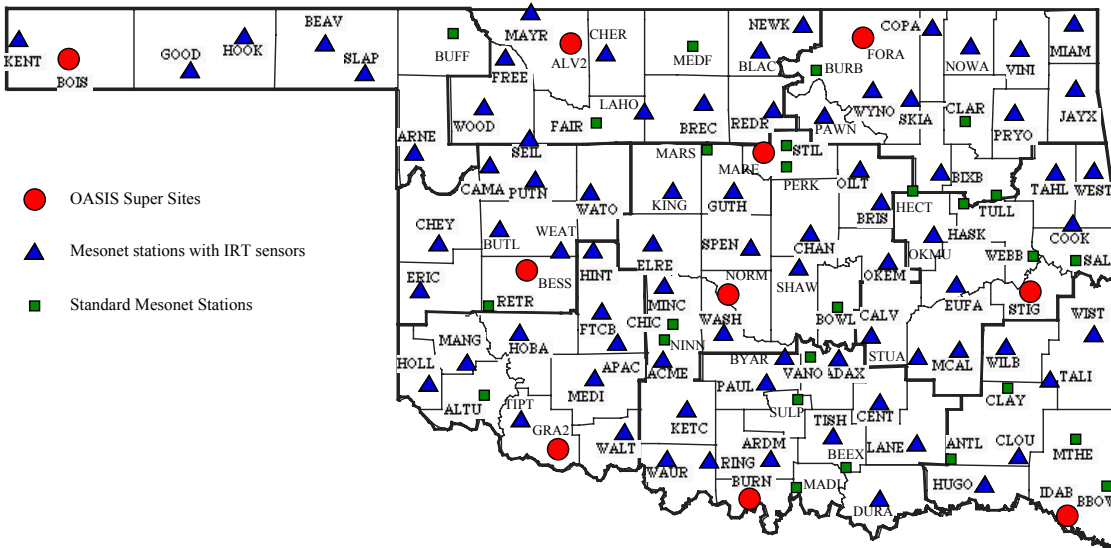 BEAV
NEWK
COPA
MAYR
CHER
KENT
GOOD
HOOK
BUFF
ALV2
MEDF
BLAC
FORA
NOWA
VINI
MIAM
BOIS
SLAP
FREE
BURB
LAHO
WYNO
SKIA
CLAR
JAYX
WOOD
FAIR
BREC
REDR
PAWN
PRYO
ARNE
SEIL
MARS
MARE
STIL
CAMA
PUTN
PERK
OILT
BIXB
TAHL
WEST
OASIS Super Sites
WATO
KING
GUTH
BRIS
HECT
TULL
CHEY
BUTL
WEAT
SPEN
CHAN
HASK
COOK
Mesonet stations with IRT sensors
HINT
ELRE
OKMU
WEBB
SAL
ERIC
BESS
NORM
SHAW
OKEM
MINC
EUFA
STIG
Standard Mesonet Stations
RETR
FTCB
CHIC
WASH
BOWL
CALV
WIST
MANG
HOBA
NINN
HOLL
APAC
ACME
BYAR
VANO
ADAX
STUA
MCAL
WILB
MEDI
PAUL
TALI
ALTU
TIPT
SULP
CENT
CLAY
GRA2
WALT
KETC
ARDM
TISH
LANE
ANTL
CLOU
MTHE
WAUR
RING
BEEX
BURN
MADI
HUGO
IDAB
BBOW
DURA